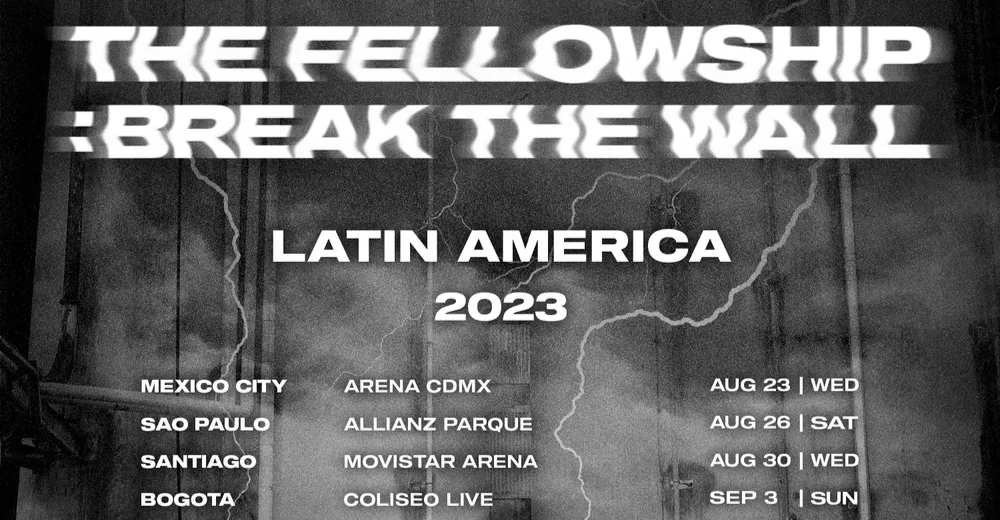 THE FELLOWSHIP
:BREAK THE WALL
LATIN AMERICA
2023
MEXICO CITY ARENA CDMX AUG 23 | WED
SAO PAULO ALLIANZ PARQUE AUG 26 | SAT
SANTIAGO MOVISTAR ARENA AUG 30 | WED
BOGOTA COLISEO LIVE SEP 3 | SUN